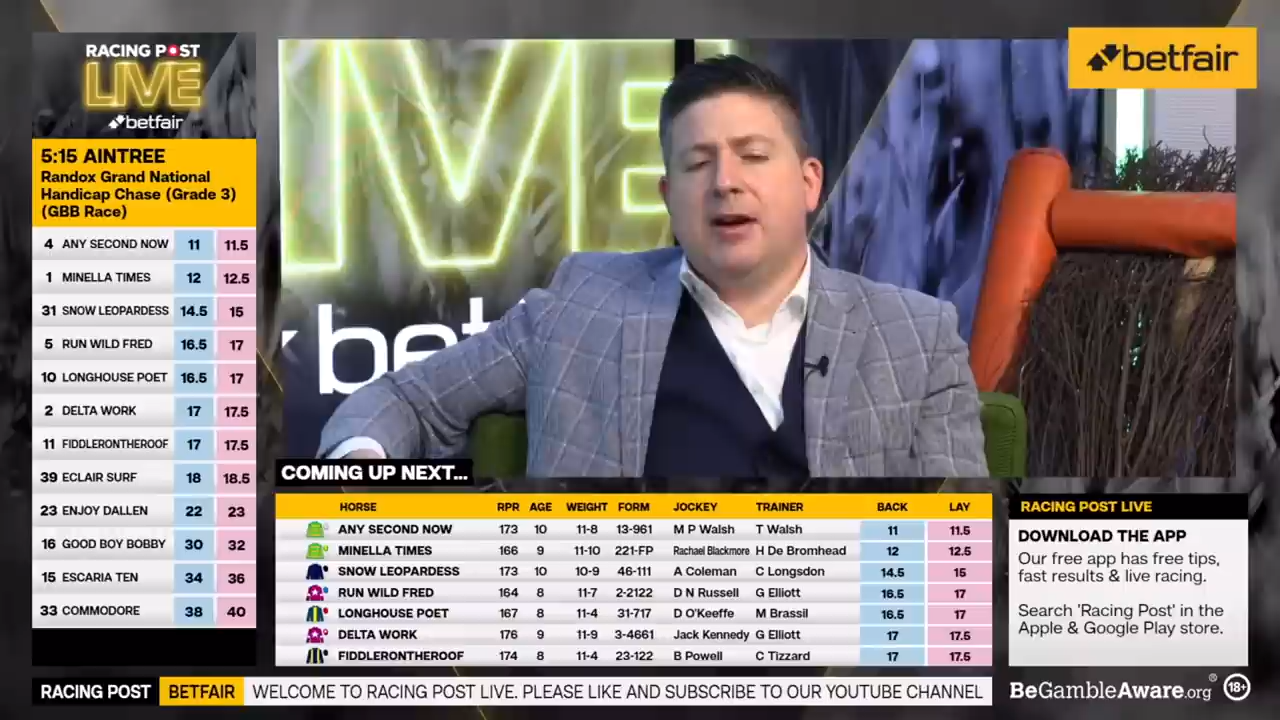 RACING POST
LIVE
betfair
5:15 AINTREE
Randox Grand National
Handicap Chase (Grade 3)
(GBB Race)
4 ANY SECOND NOW 11 11.5
1 MINELLA TIMES 12 12.5
31 SNOW LEOPARDESS 14.5 15
5 RUN WILD FRED 16.5 17
10 LONGHOUSE POET 16.5 17
2 DELTA WORK 17 17.5
11 FIDDLERONTHEROOF 17 17.5
39 ECLAIR SURF 18 18.5
23 ENJOY DALLEN 22 23
16 GOOD BOY BOBBY 30 32
15 ESCARIA TEN 34 36
33 COMMODORE 38 40
betfair
bet
COMING UP NEXT...
HORSE RPR AGE WEIGHT FORM JOCKEY TRAINER BACK LAY
ANY SECOND NOW 173 10 11-8 13-961 M P Walsh T Walsh 11 11.5
MINELLA TIMES 166 9 11-10 221-FP Rachael Blackmore H De Bromhead 12 12.5
SNOW LEOPARDESS 173 10 10-9 46-111 A Coleman C Longsdon 14.5 15
RUN WILD FRED 164 8 11-7 2-2122 D N Russell G Elliott 16.5 17
LONGHOUSE POET 167 8 11-4 31-717 D O'Keeffe M Brassil 16.5 17
DELTA WORK 176 9 11-9 3-4661 Jack Kennedy G Elliott 17 17.5
FIDDLERONTHEROOF 174 8 11-4 23-122 B Powell C Tizzard 17 17.5
RACING POST LIVE
DOWNLOAD THE APP
Our free app has free tips,
fast results & live racing.
Search 'Racing Post' in the
Apple & Google Play store.
RACING POST BETFAIR WELCOME TO RACING POST LIVE. PLEASE LIKE AND SUBSCRIBE TO OUR YOUTUBE CHANNEL
BeGambleAware.org® 18+